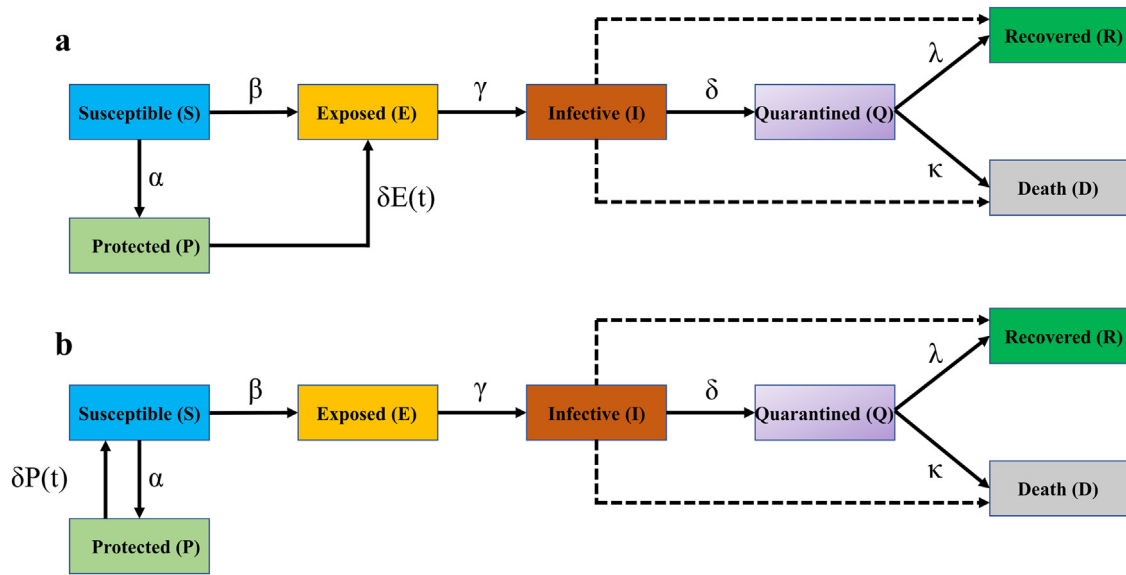 a
Recovered (R)
λ
β
γ
δ
Susceptible (S)
Exposed (E)
Infective (I)
Quarantined (Q)
α
δE(t)
κ
Death (D)
Protected (P)
b
Recovered (R)
λ
β
γ
δ
Susceptible (S)
Exposed (E)
Infective (I)
Quarantined (Q)
δP(t)
α
κ
Death (D)
Protected (P)